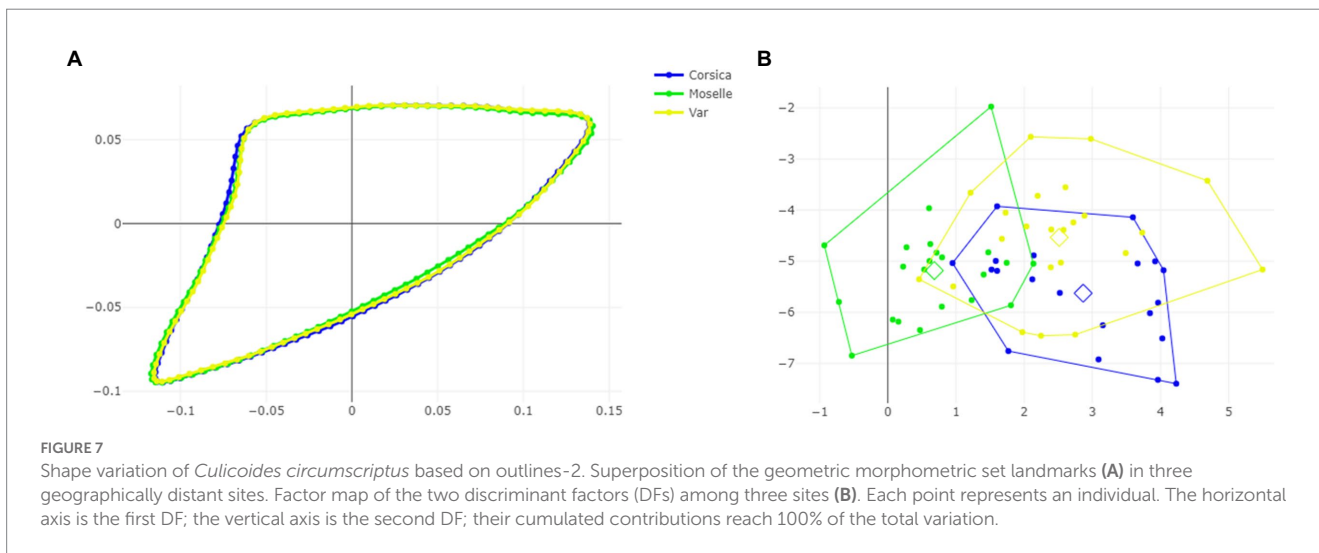 A
B
Corsica
Moselle
Var
0.05
0
−0.05
−0.1
−0.1
−0.05
0
0.05
0.1
0.15
−2
−3
−4
−5
−6
−7
−1
0
1
2
3
4
5
FIGURE 7
Shape variation of Culicoides circumscriptus based on outlines-2. Superposition of the geometric morphometric set landmarks (A) in three
geographically distant sites. Factor map of the two discriminant factors (DFs) among three sites (B). Each point represents an individual. The horizontal
axis is the first DF; the vertical axis is the second DF; their cumulated contributions reach 100% of the total variation.